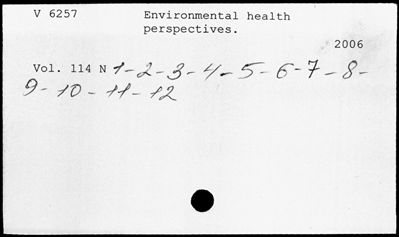 V 6257 Environmental health
perspectives.
2006
Vol. 114 N 1-2-3-4-5-6-7-8-
9-10-11-12